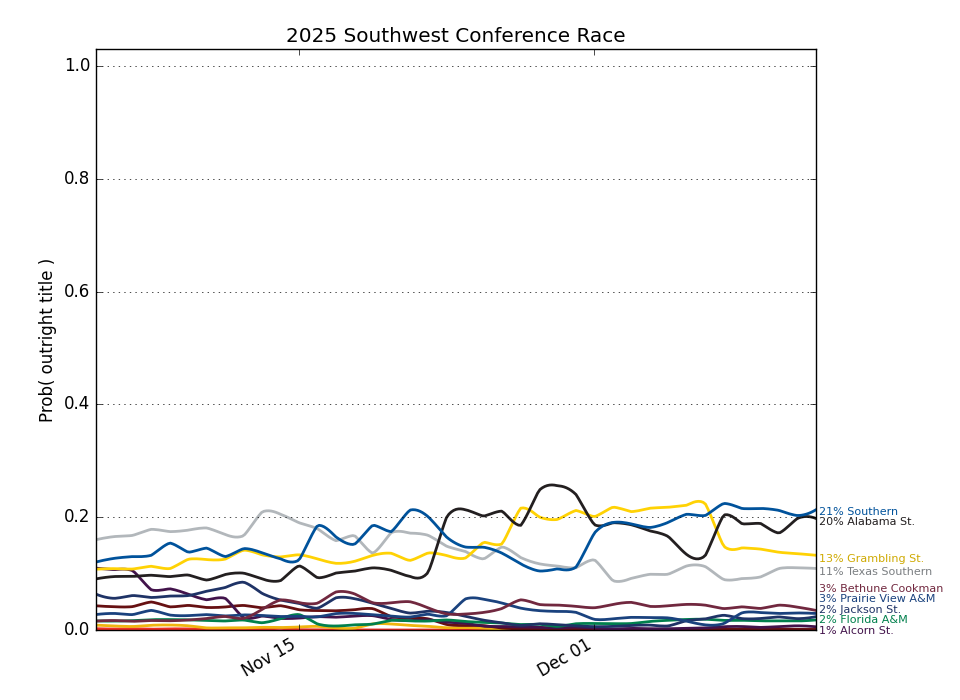 2025 Southwest Conference Race
1.0
0.8
0.6
0.4
0.2
0.0
Prob( outright title )
Nov 15
Dec 01
21% Southern
20% Alabama St.
13% Grambling St.
11% Texas Southern
3% Bethune Cookman
3% Prairie View A&M
2% Jackson St.
2% Florida A&M
1% Alcorn St.